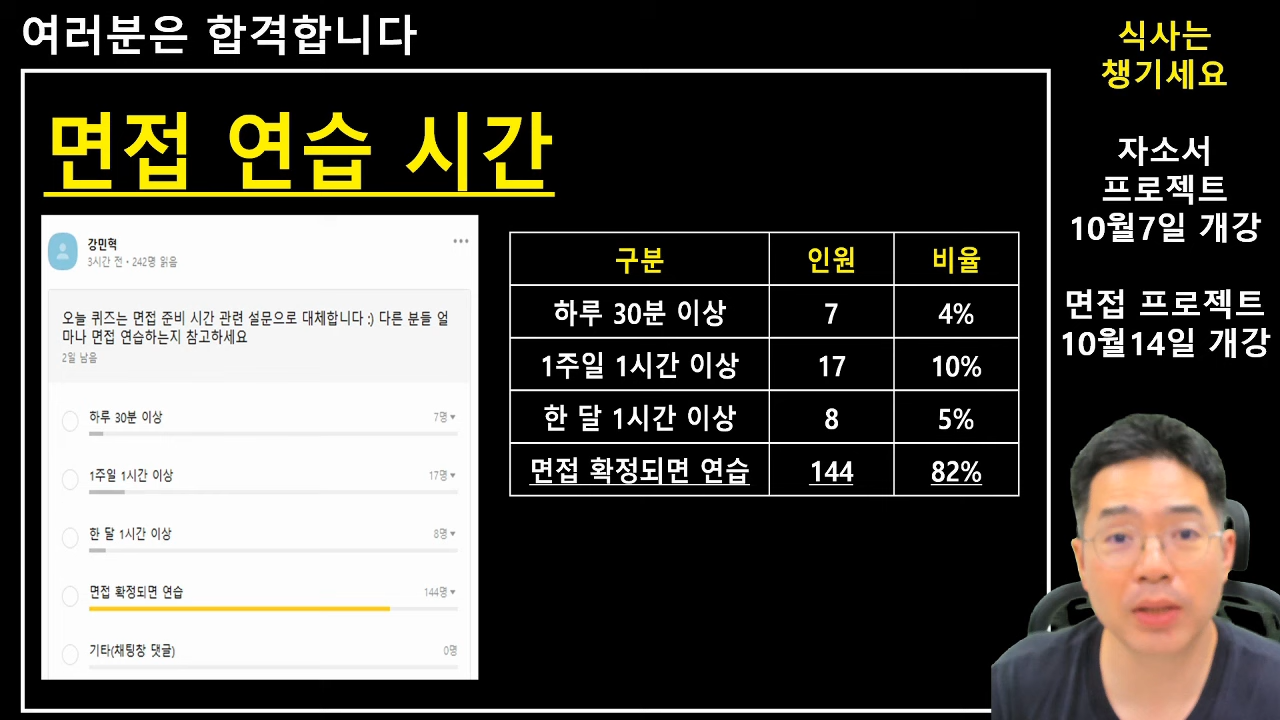 여러분은 합격합니다
식사는
챙기세요
자소서
프로젝트
10월7일 개강
면접 프로젝트
10월14일 개강
면접 연습 시간
강민혁
3시간 전 • 242명 읽음
오늘 퀴즈는 면접 준비 시간 관련 설문으로 대체합니다 :) 다른 분들 얼
마나 면접 연습하는지 참고하세요
2일 남음
하루 30분 이상 7명
1주일 1시간 이상 17명
한 달 1시간 이상 8명
면접 확정되면 연습 144명
기타(채팅창 댓글) 0명
구분 인원 비율
하루 30분 이상 7 4%
1주일 1시간 이상 17 10%
한 달 1시간 이상 8 5%
면접 확정되면 연습 144 82%